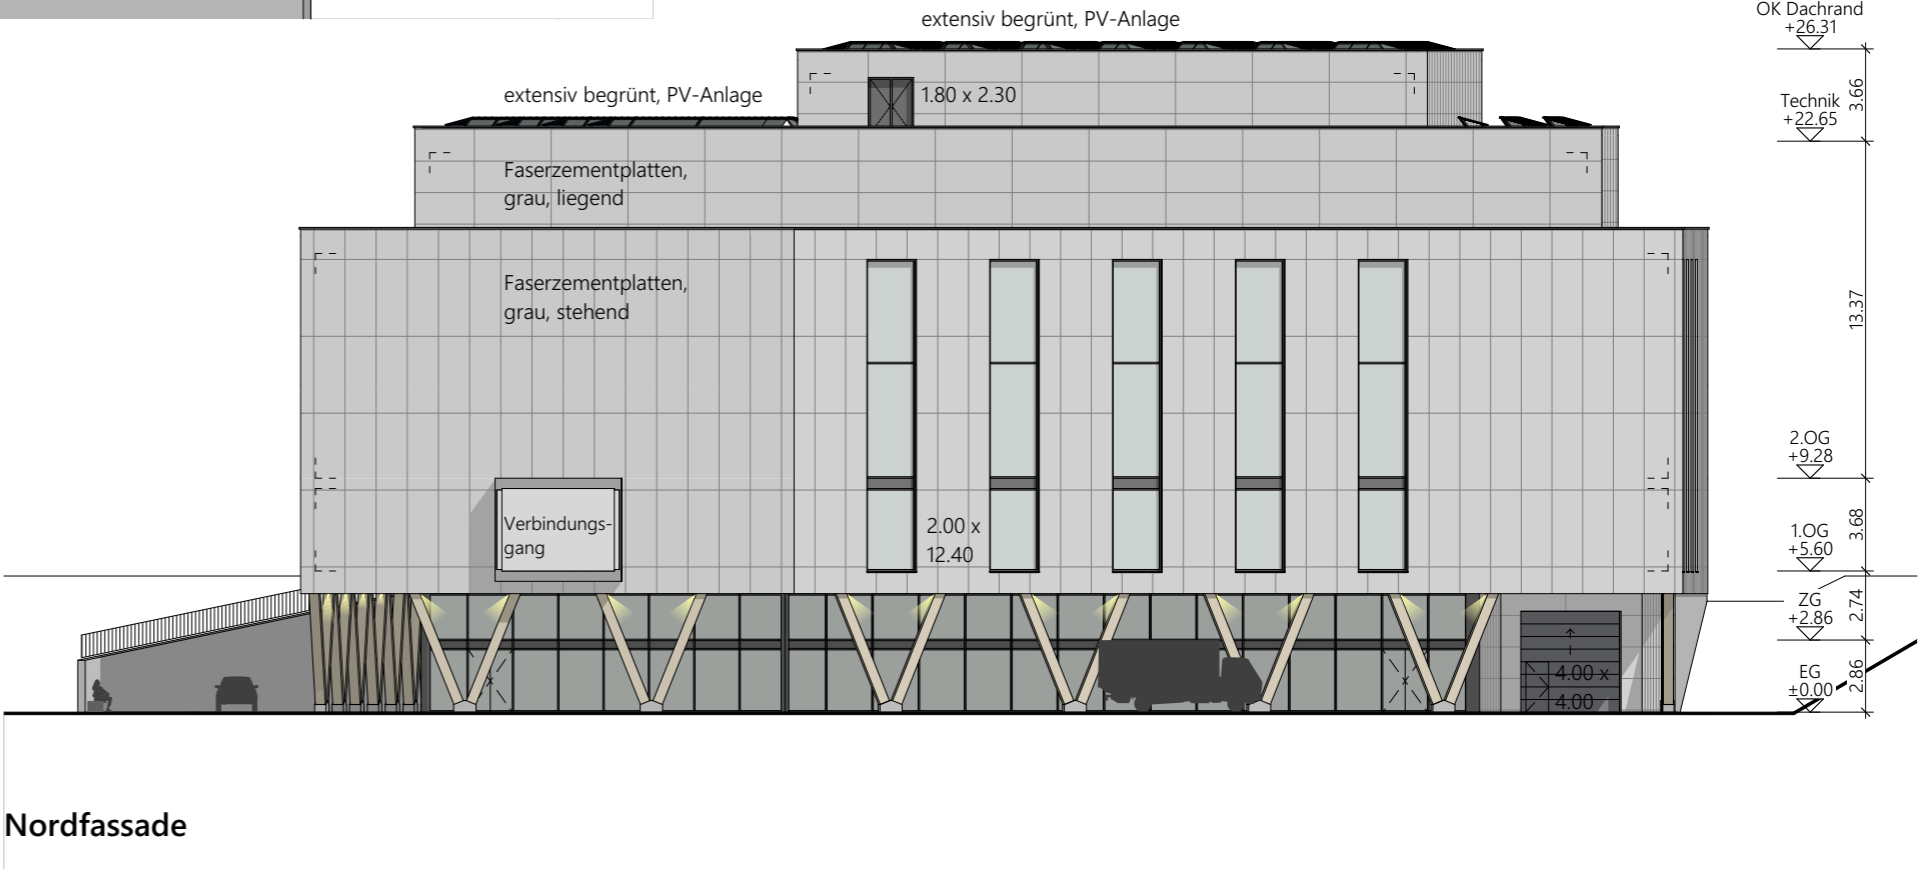 extensiv begrünt, PV-Anlage
OK Dachrand
+26.31
3.66
extensiv begrünt, PV-Anlage
1.80 x 2.30
Technik
+22.65
Faserzementplatten,
grau, liegend
Faserzementplatten,
grau, stehend
13.37
2.OG
+9.28
Verbindungs-
gang
2.00 x
12.40
3.68
1.OG
+5.60
ZG
+2.86
2.74
4.00 x
4.00
EG
±0.00
2.86
Nordfassade